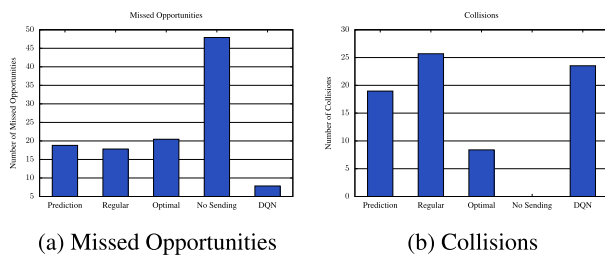 Missed Opportunities
50
45
40
35
30
25
20
15
10
5
Number of Missed Opportunities
Prediction Regular Optimal No Sending DQN
(a) Missed Opportunities
Collisions
30
25
20
15
10
5
0
Number of Collisions
Prediction Regular Optimal No Sending DQN
(b) Collisions